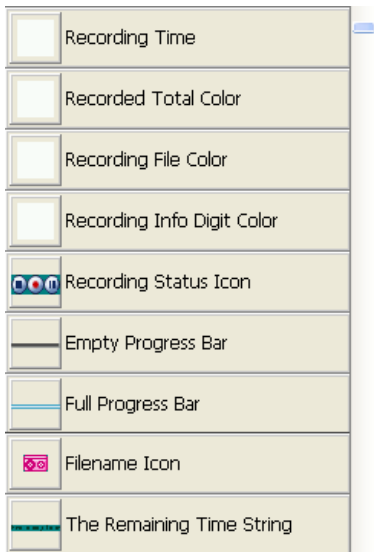 Recording Time
Recorded Total Color
Recording File Color
Recording Info Digit Color
Recording Status Icon
Empty Progress Bar
Full Progress Bar
Filename Icon
The Remaining Time String